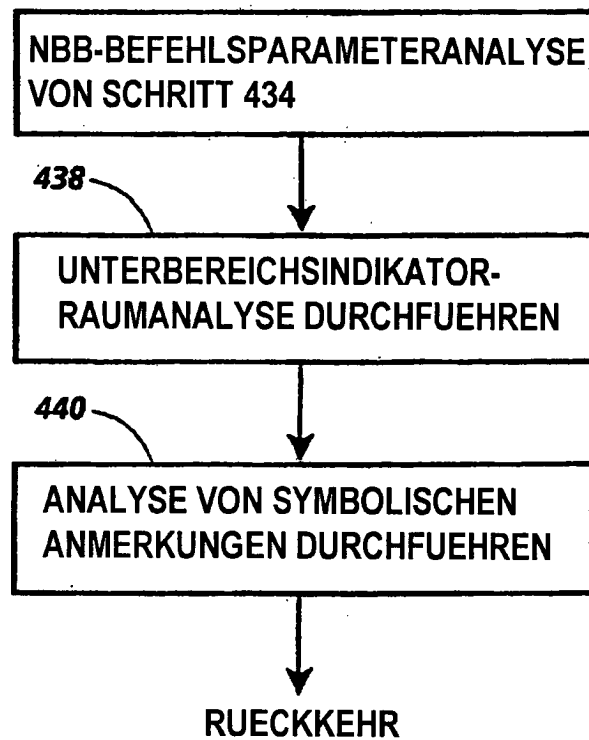 NBB-BEFEHLSPARAMETERANALYSE
VON SCHRITT 434
438
UNTERBEREICHSINDIKATOR-
RAUMANALYSE DURCHFUEHREN
440
ANALYSE VON SYMBOLISCHEN
ANMERKUNGEN DURCHFUEHREN
RUECKKEHR